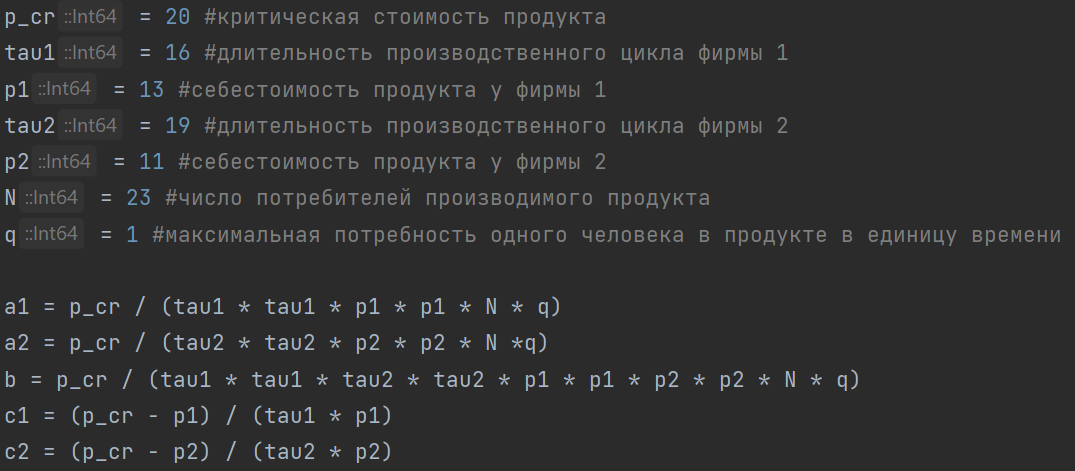 p_cr ::Int64 = 20 #критическая стоимость продукта
tau1 ::Int64 = 16 #длительность производственного цикла фирмы 1
p1 ::Int64 = 13 #себестоимость продукта у фирмы 1
tau2 ::Int64 = 19 #длительность производственного цикла фирмы 2
p2 ::Int64 = 11 #себестоимость продукта у фирмы 2
N ::Int64 = 23 #число потребителей производимого продукта
q ::Int64 = 1 #максимальная потребность одного человека в продукте в единицу времени
a1 = p_cr / (tau1 * tau1 * p1 * p1 * N * q)
a2 = p_cr / (tau2 * tau2 * p2 * p2 * N *q)
b = p_cr / (tau1 * tau1 * tau2 * tau2 * p1 * p1 * p2 * p2 * N * q)
c1 = (p_cr - p1) / (tau1 * p1)
c2 = (p_cr - p2) / (tau2 * p2)